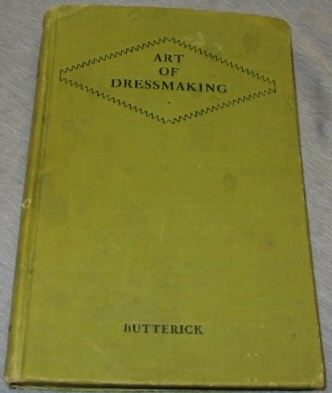 ART
OF
DRESSMAKING
BUTTERICK